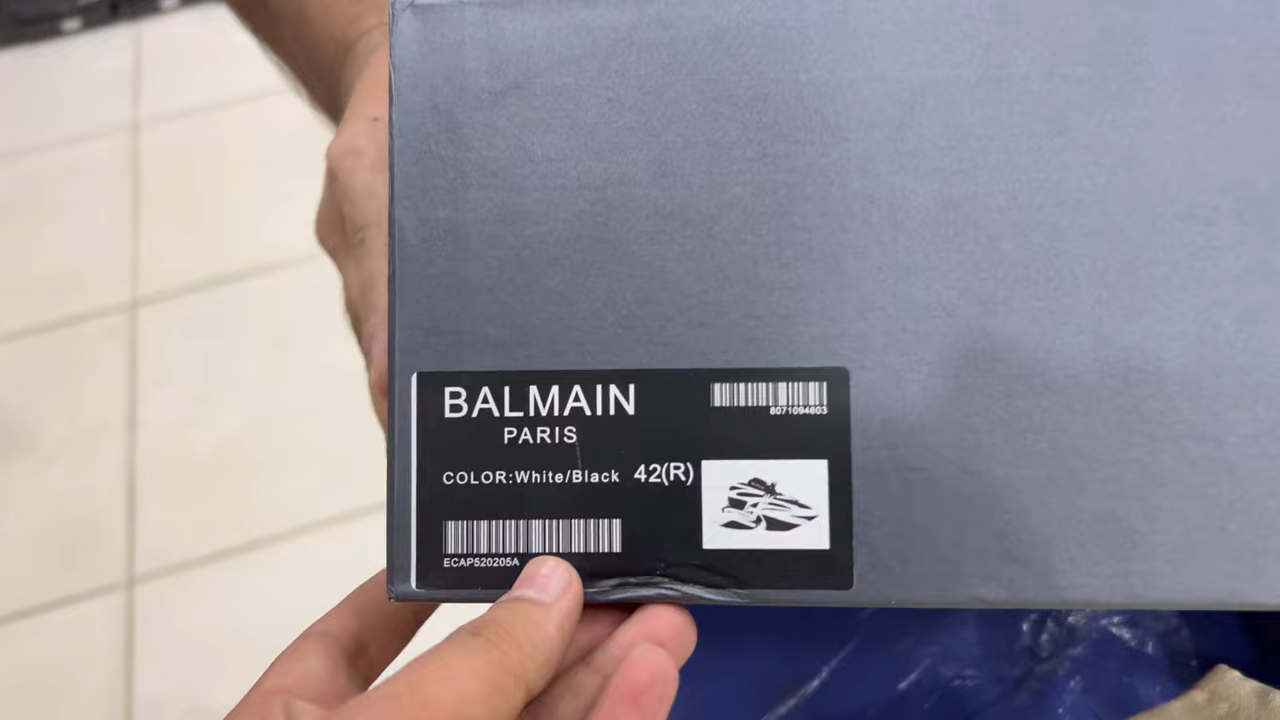 BALMAIN
PARIS
8071094603
COLOR:White/Black 42(R)
ECAP520205A